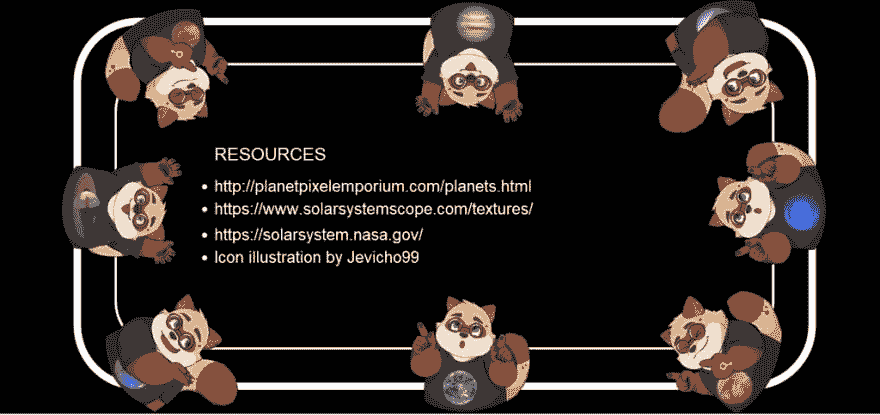 RESOURCES
• http://planetpixelemporium.com/planets.html
• https://www.solarsystemscope.com/textures/
• https://solarsystem.nasa.gov/
• Icon illustration by Jevicho99